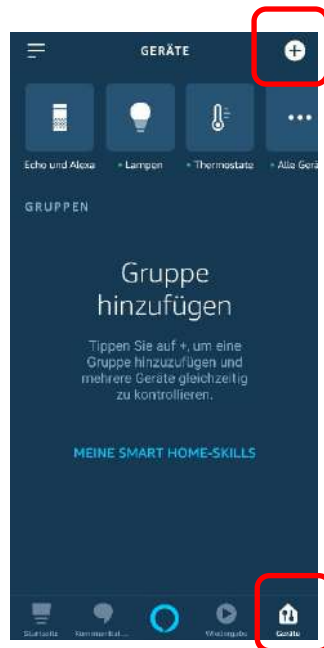 GERÄTE
Echo und Alexa
Lampen
Thermostate
Alle Gerä
GRUPPEN
Gruppe
hinzufügen
Tippen Sie auf +, um eine
Gruppe hinzuzufügen und
mehrere Geräte gleichzeitig
zu kontrollieren.
MEINE SMART HOME-SKILLS
Startseite
Kommunikat...
Wiedergabe
Geräte